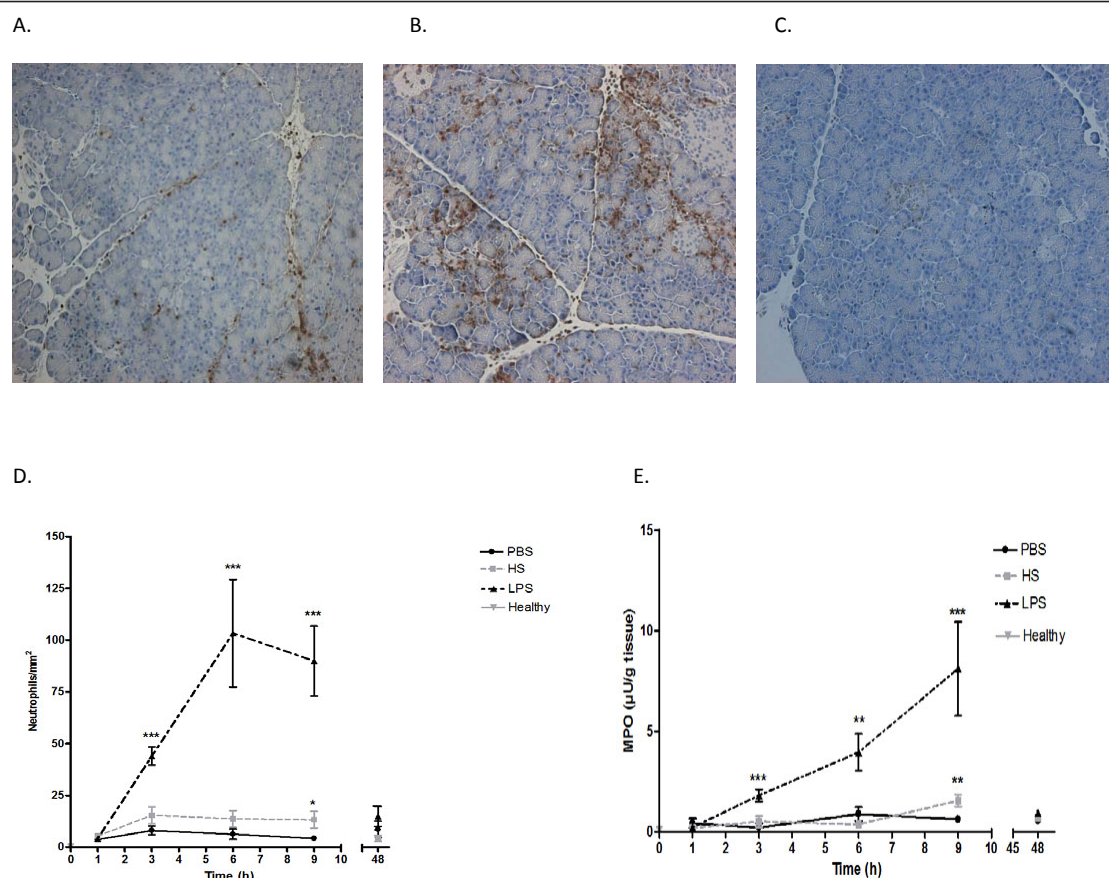 A.
B.
C.
D.
E.
150
125
100
75
50
25
0
Neutrophils/mm²
***
***
***
*
0 1 2 3 4 5 6 7 8 9 10 48
Time (h)
PBS
HS
LPS
Healthy
15
10
5
0
MPO (µU/g tissue)
***
**
***
**
0 1 2 3 4 5 6 7 8 9 10 45 48
Time (h)
PBS
HS
LPS
Healthy